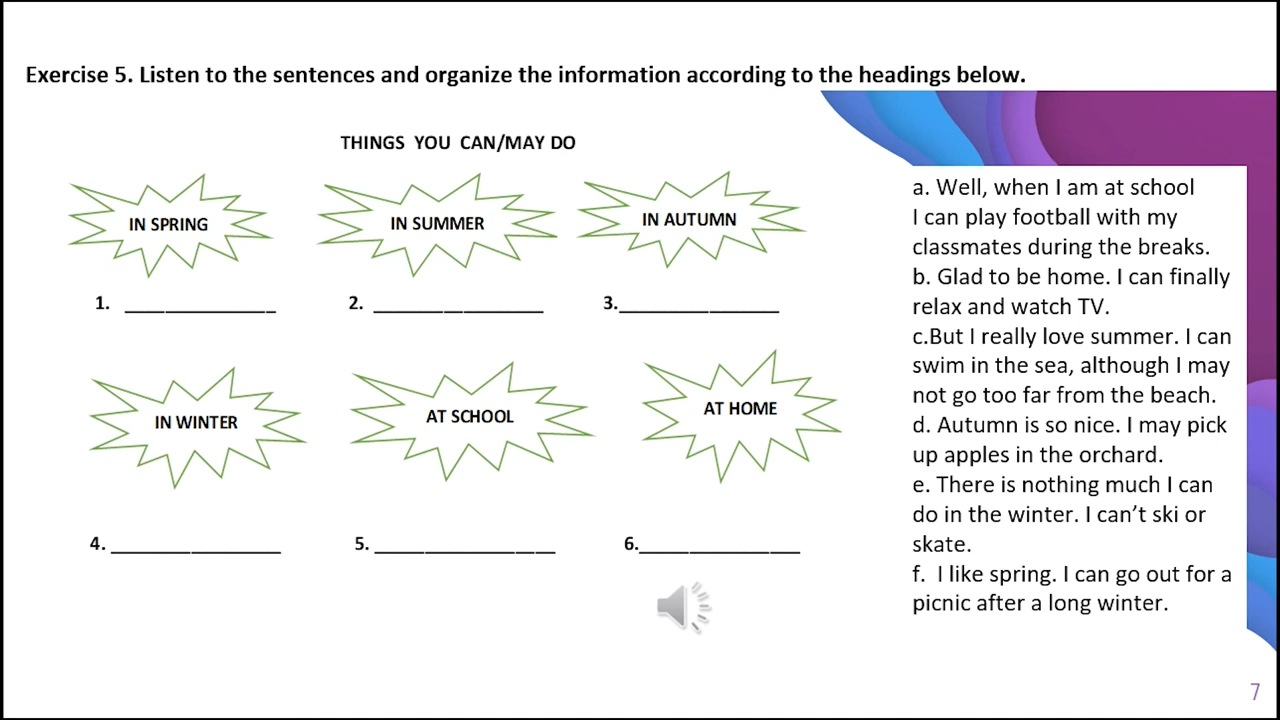 Exercise 5. Listen to the sentences and organize the information according to the headings below.
THINGS YOU CAN/MAY DO
IN SPRING
IN SUMMER
IN AUTUMN
1. _______________
2. _________________
3. ________________
IN WINTER
AT SCHOOL
AT HOME
4. _________________
5. __________________
6. ________________
a. Well, when I am at school
I can play football with my
classmates during the breaks.
b. Glad to be home. I can finally
relax and watch TV.
c.But I really love summer. I can
swim in the sea, although I may
not go too far from the beach.
d. Autumn is so nice. I may pick
up apples in the orchard.
e. There is nothing much I can
do in the winter. I can’t ski or
skate.
f. I like spring. I can go out for a
picnic after a long winter.
7